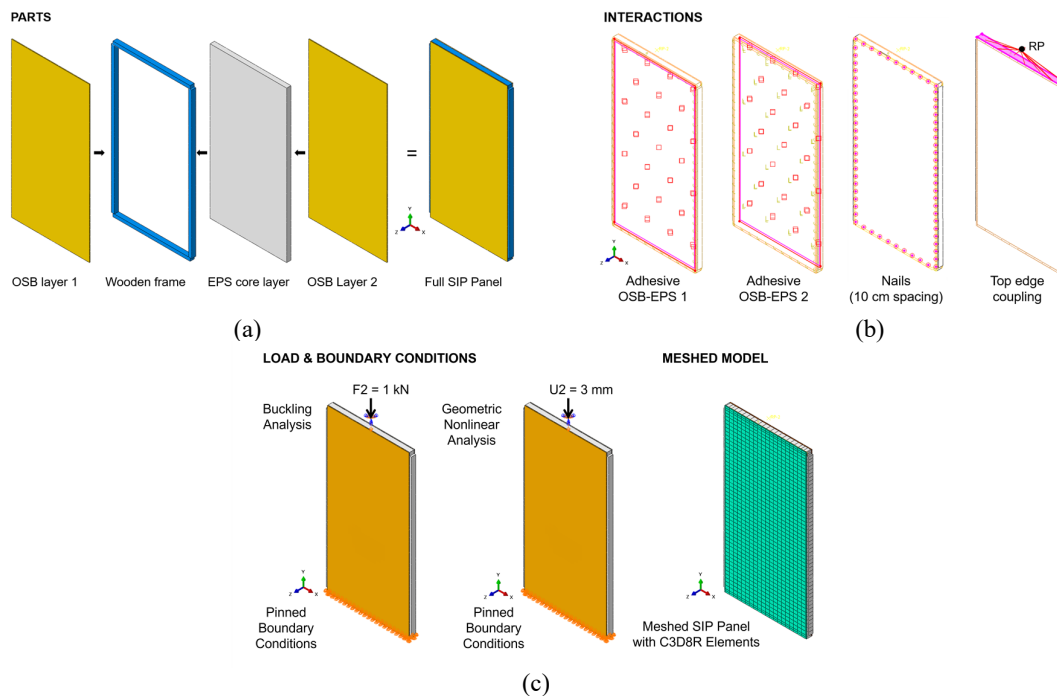 PARTS
INTERACTIONS
RP
=
Y
Z
X
OSB layer 1
Wooden frame
EPS core layer
OSB Layer 2
Full SIP Panel
Y
Z
X
Adhesive
OSB-EPS 1
Adhesive
OSB-EPS 2
Nails
(10 cm spacing)
Top edge
coupling
(a)
(b)
LOAD & BOUNDARY CONDITIONS
MESHED MODEL
F2 = 1 kN
U2 = 3 mm
Buckling
Analysis
Geometric
Nonlinear
Analysis
Y
Z
X
Y
Z
X
Y
Z
X
Pinned
Boundary
Conditions
Pinned
Boundary
Conditions
Meshed SIP Panel
with C3D8R Elements
(c)